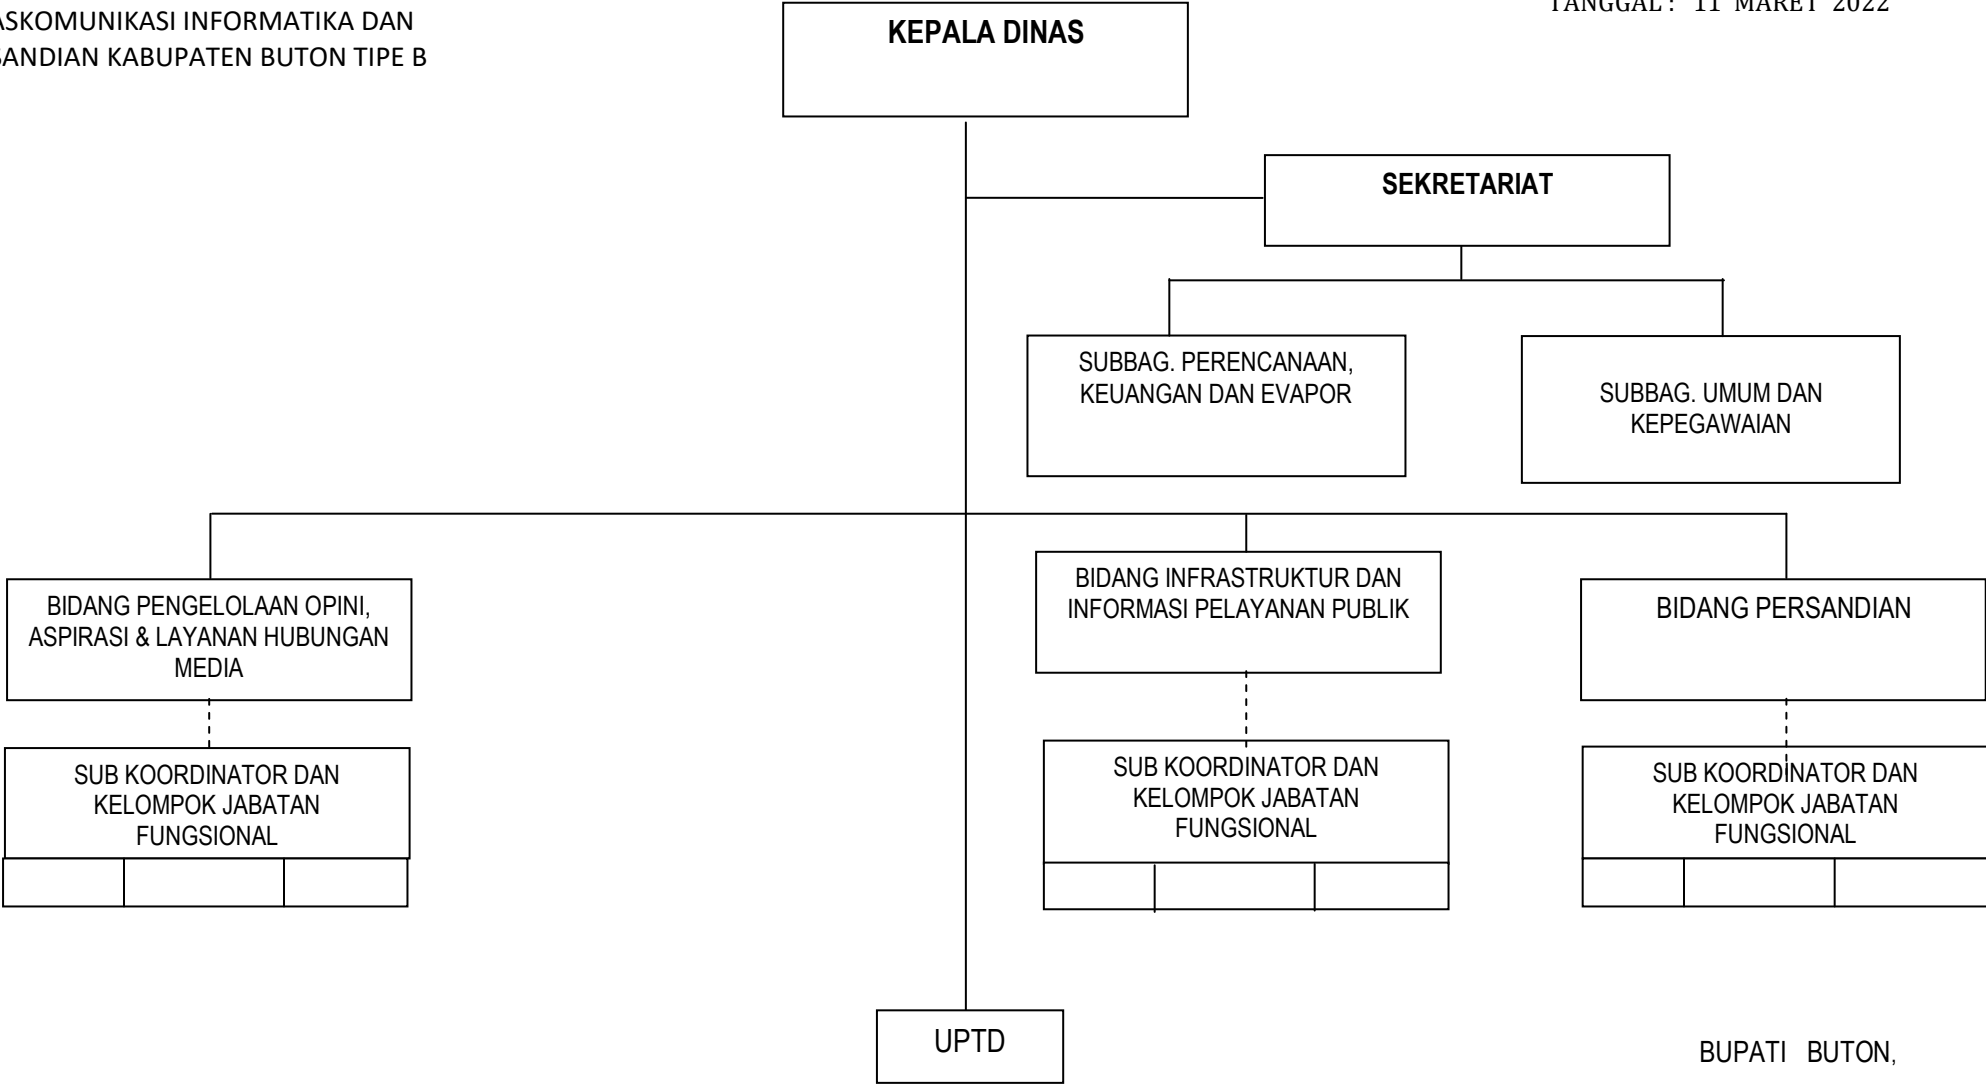 ASKOMUNIKASI INFORMATIKA DAN
SANDIAN KABUPATEN BUTON TIPE B
TANGGAL : 11 MARET 2022
KEPALA DINAS
SEKRETARIAT
SUBBAG. PERENCANAAN,
KEUANGAN DAN EVAPOR
SUBBAG. UMUM DAN
KEPEGAWAIAN
BIDANG PENGELOLAAN OPINI,
ASPIRASI & LAYANAN HUBUNGAN
MEDIA
BIDANG INFRASTRUKTUR DAN
INFORMASI PELAYANAN PUBLIK
BIDANG PERSANDIAN
SUB KOORDINATOR DAN
KELOMPOK JABATAN
FUNGSIONAL
SUB KOORDINATOR DAN
KELOMPOK JABATAN
FUNGSIONAL
SUB KOORDINATOR DAN
KELOMPOK JABATAN
FUNGSIONAL
UPTD
BUPATI BUTON,